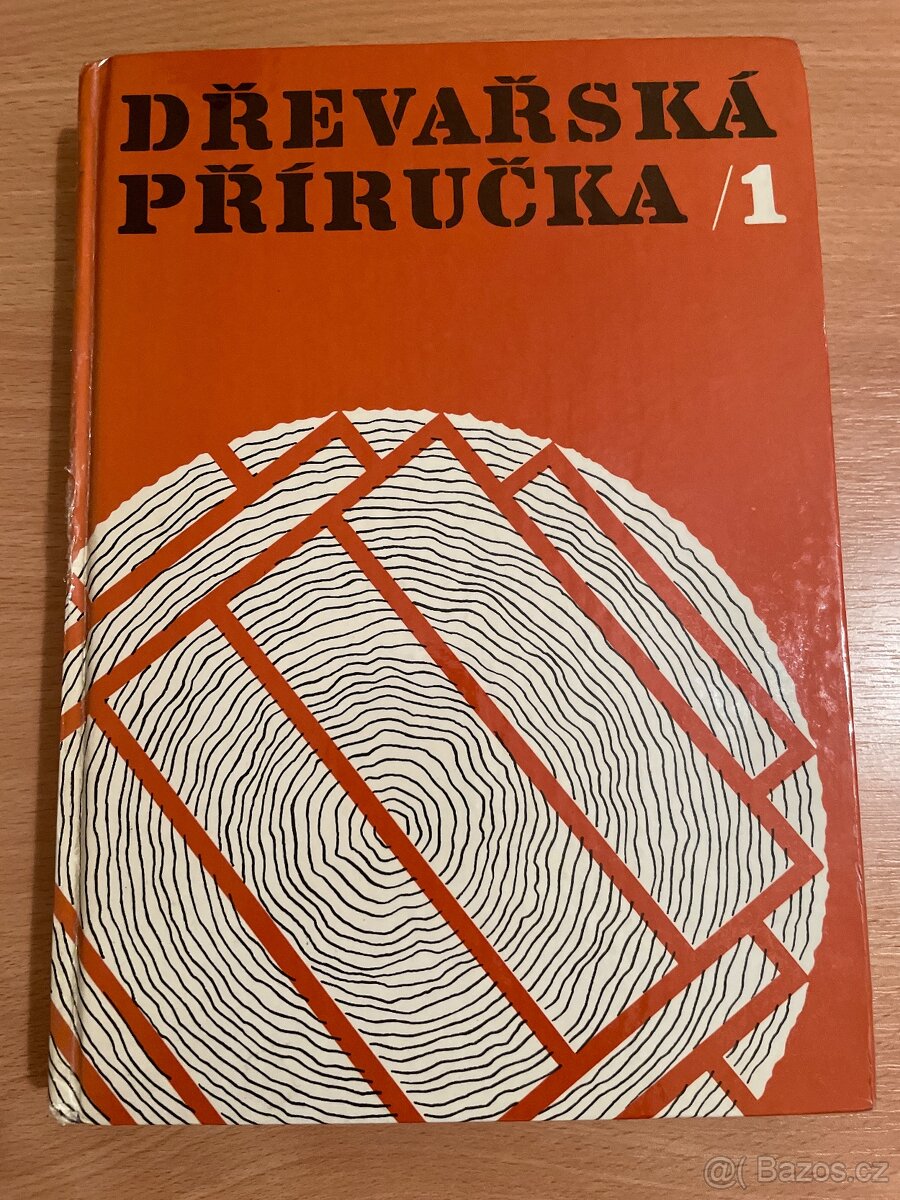 DŘEVAŘSKÁ
PŘÍRUČKA /1
@( Bazos.cz